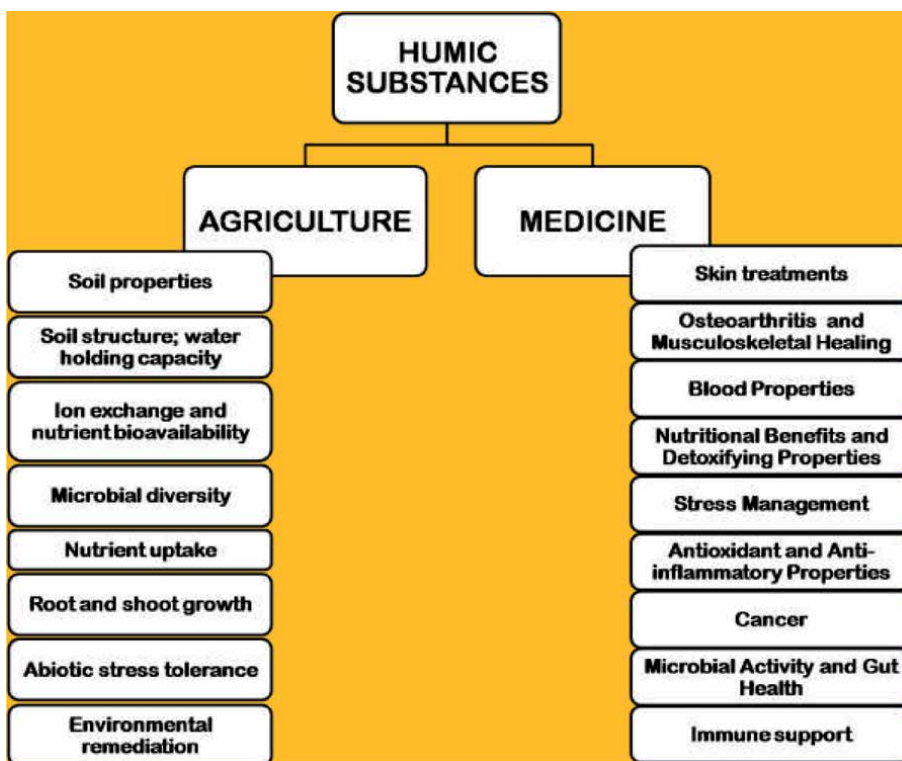 HUMIC
SUBSTANCES
AGRICULTURE
MEDICINE
Soil properties
Soil structure; water
holding capacity
Ion exchange and
nutrient bioavailability
Microbial diversity
Nutrient uptake
Root and shoot growth
Abiotic stress tolerance
Environmental
remediation
Skin treatments
Osteoarthritis and
Musculoskeletal Healing
Blood Properties
Nutritional Benefits and
Detoxifying Properties
Stress Management
Antioxidant and Anti-
inflammatory Properties
Cancer
Microbial Activity and Gut
Health
Immune support